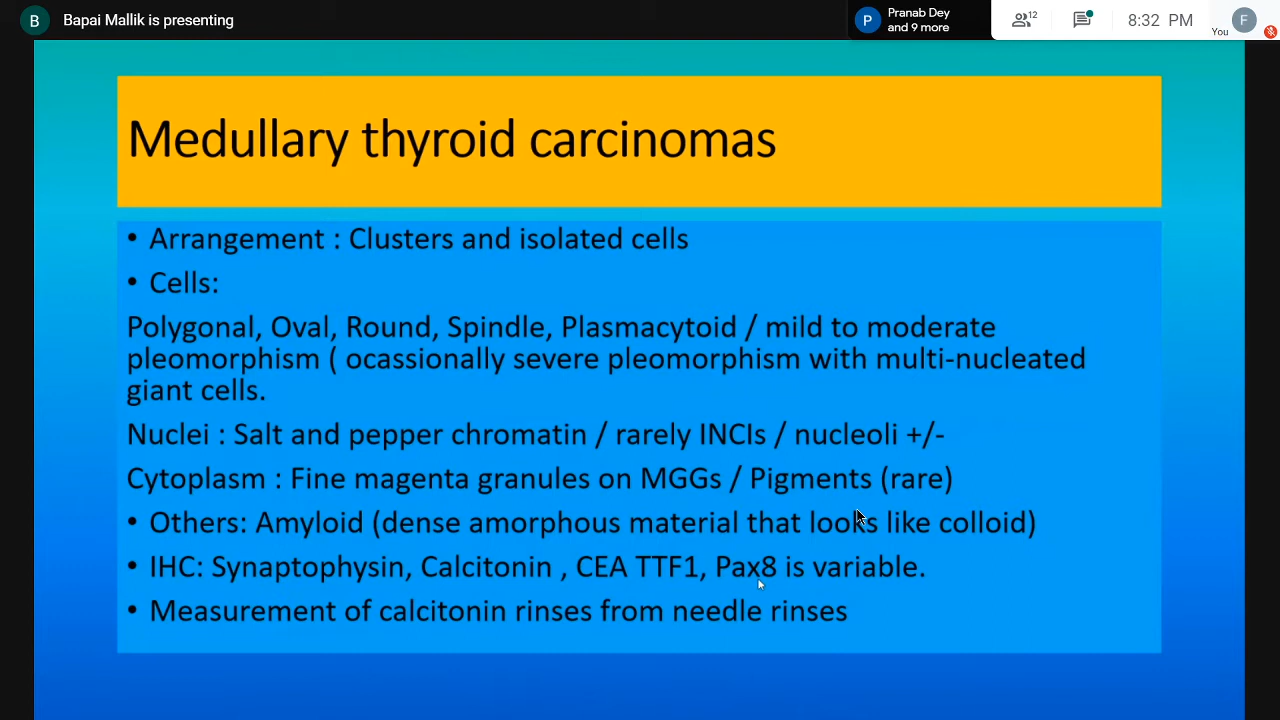 B Bapai Mallik is presenting
P Pranab Dey
and 9 more
12
8:32 PM
You F
Medullary thyroid carcinomas
• Arrangement : Clusters and isolated cells
• Cells:
Polygonal, Oval, Round, Spindle, Plasmacytoid / mild to moderate
pleomorphism ( ocassionally severe pleomorphism with multi-nucleated
giant cells.
Nuclei : Salt and pepper chromatin / rarely INCIs / nucleoli +/-
Cytoplasm : Fine magenta granules on MGGs / Pigments (rare)
• Others: Amyloid (dense amorphous material that looks like colloid)
• IHC: Synaptophysin, Calcitonin , CEA TTF1, Pax8 is variable.
• Measurement of calcitonin rinses from needle rinses